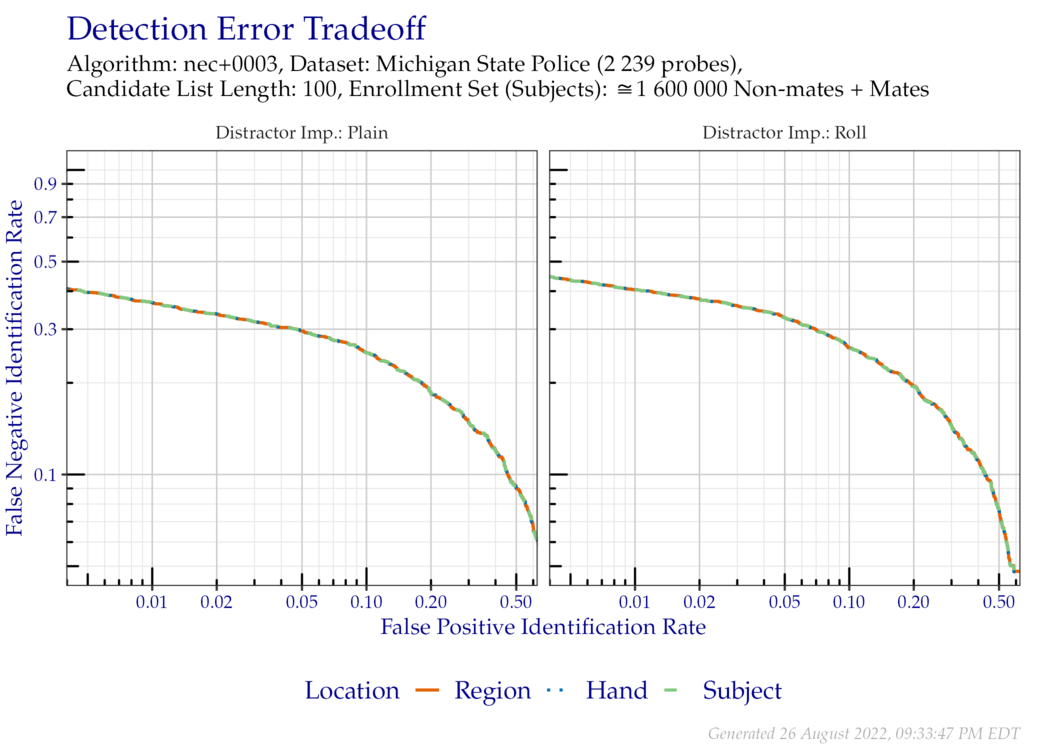 Detection Error Tradeoff
Algorithm: nec+0003, Dataset: Michigan State Police (2 239 probes),
Candidate List Length: 100, Enrollment Set (Subjects): ≅1 600 000 Non-mates + Mates
Distractor Imp.: Plain
Distractor Imp.: Roll
False Negative Identification Rate
0.9
0.7
0.5
0.3
0.1
0.01 0.02 0.05 0.10 0.20 0.50
0.01 0.02 0.05 0.10 0.20 0.50
False Positive Identification Rate
Location Region Hand Subject
Generated 26 August 2022, 09:33:47 PM EDT